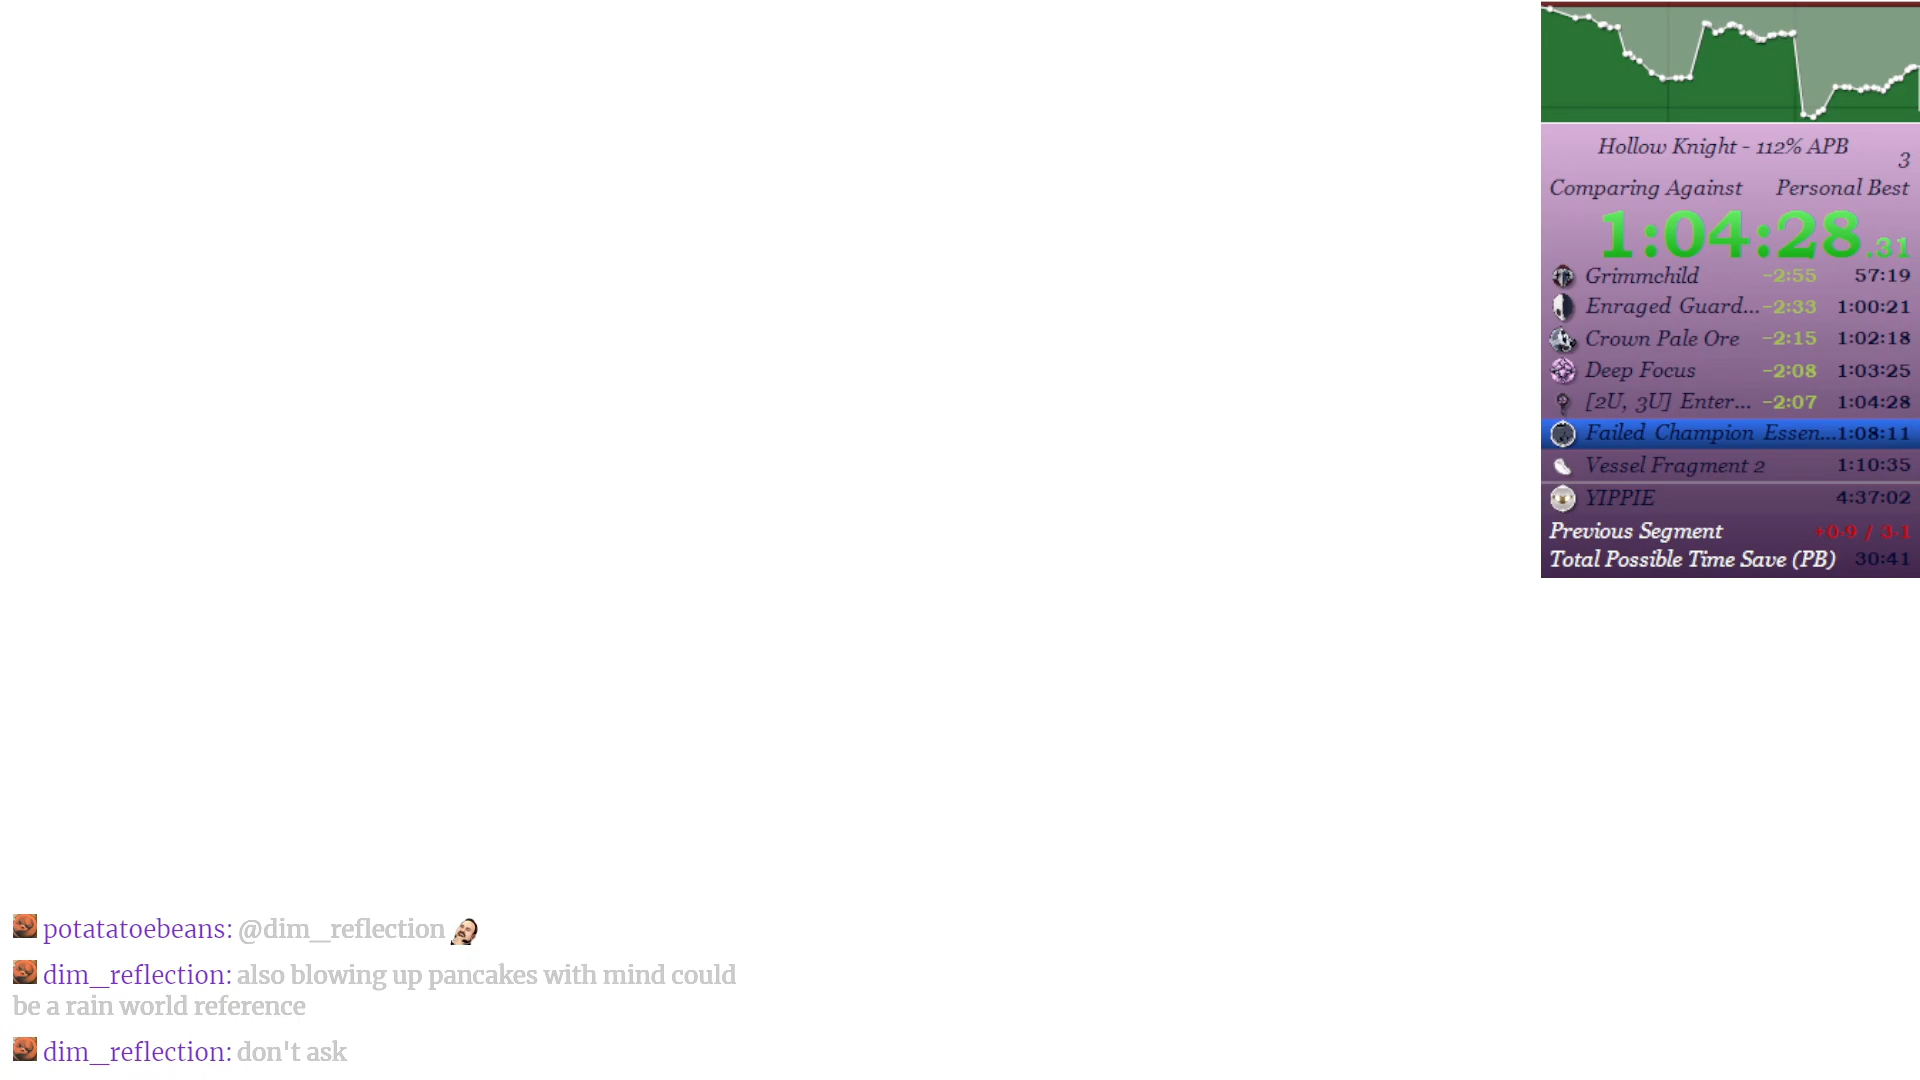 Hollow Knight - 112% APB
3
Comparing Against Personal Best
1:04:28.31
Grimmchild -2:55 57:19
Enraged Guard... -2:33 1:00:21
Crown Pale Ore -2:15 1:02:18
Deep Focus -2:08 1:03:25
[2U, 3U] Enter... -2:07 1:04:28
Failed Champion Essen... 1:08:11
Vessel Fragment 2 1:10:35
YIPPIE 4:37:02
Previous Segment +0.9 / 3.1
Total Possible Time Save (PB) 30:41
potatatoebeans: @dim_reflection
dim_reflection: also blowing up pancakes with mind could
be a rain world reference
dim_reflection: don't ask